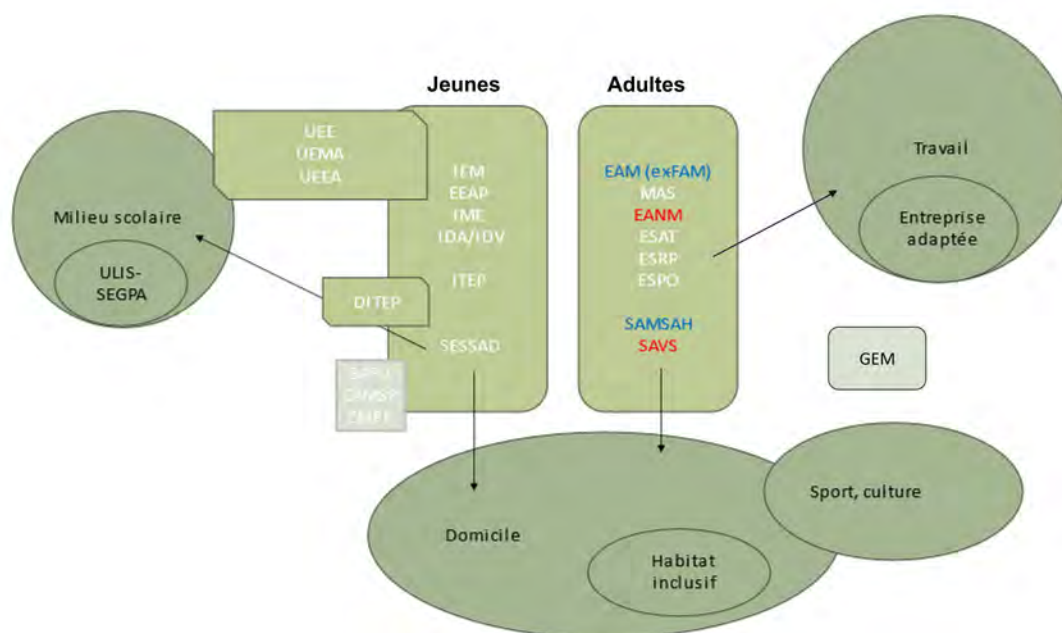 Jeunes
Adultes
UEE
UEMA
UEEA
IEM
EEAP
IME
IDA/IDV
ITEP
DITEP
SESSAD
EAM (exFAM)
MAS
EANM
ESAT
ESRP
ESPO
SAMSAH
SAVS
Milieu scolaire
ULIS-
SEGPA
Travail
Entreprise
adaptée
GEM
Sport, culture
Domicile
Habitat
inclusif